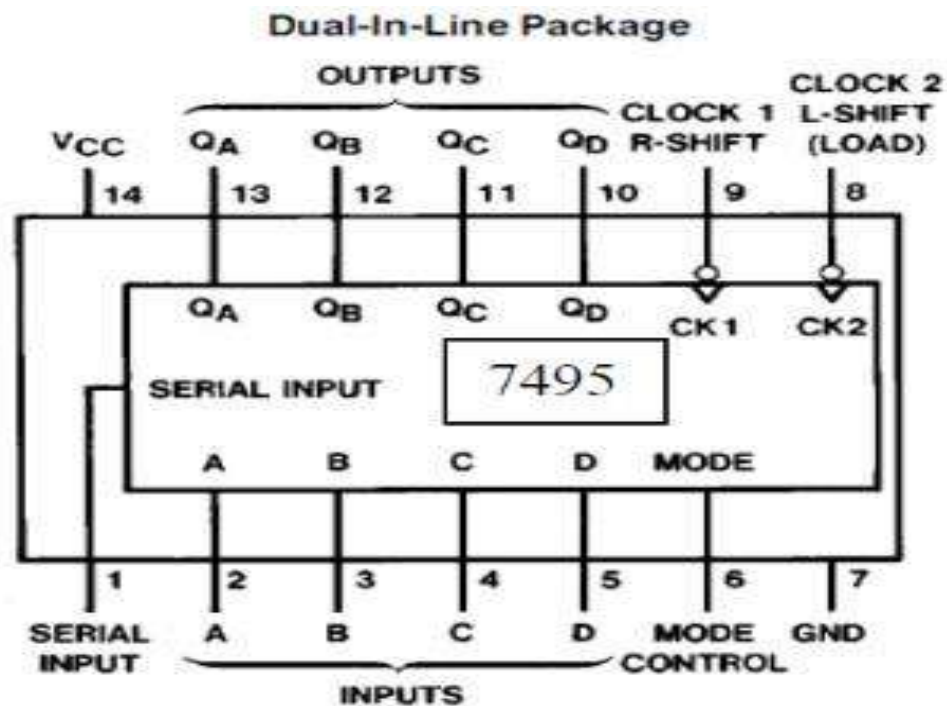 Dual-In-Line Package
OUTPUTS
CLOCK 2
CLOCK 1 L-SHIFT
VCC QA QB QC QD R-SHIFT (LOAD)
14 13 12 11 10 9 8
QA QB QC QD
CK1 CK2
SERIAL INPUT 7495
A B C D MODE
1 2 3 4 5 6 7
SERIAL A B C D MODE GND
INPUT CONTROL
INPUTS